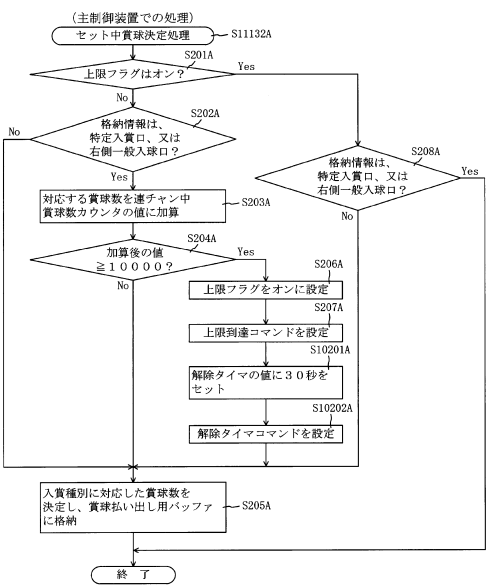 (主制御装置での処理)
セット中賞球決定処理
S11132A
S201A
上限フラグはオン？
Yes
No
S202A
No
格納情報は、
特定入賞口、又は
右側一般入球口？
Yes
S208A
格納情報は、
特定入賞口、又は
右側一般入球口？
Yes
No
対応する賞球数を連チャン中
賞球数カウンタの値に加算
S203A
S204A
加算後の値
≧１００００？
Yes
No
S206A
上限フラグをオンに設定
S207A
上限到達コマンドを設定
S10201A
解除タイマの値に３０秒を
セット
S10202A
解除タイマコマンドを設定
入賞種別に対応した賞球数を
決定し、賞球払い出し用バッファ
に格納
S205A
終 了